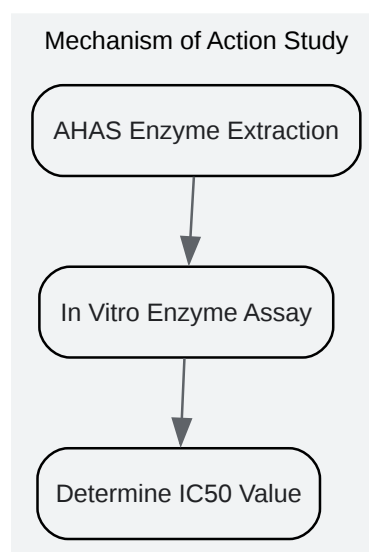 Mechanism of Action Study
AHAS Enzyme Extraction
In Vitro Enzyme Assay
Determine IC50 Value